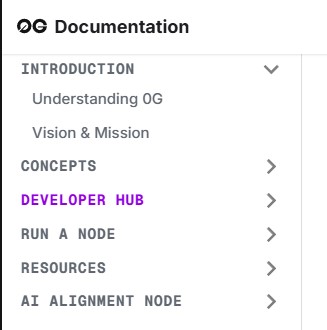 0G Documentation
INTRODUCTION
Understanding 0G
Vision & Mission
CONCEPTS
DEVELOPER HUB
RUN A NODE
RESOURCES
AI ALIGNMENT NODE